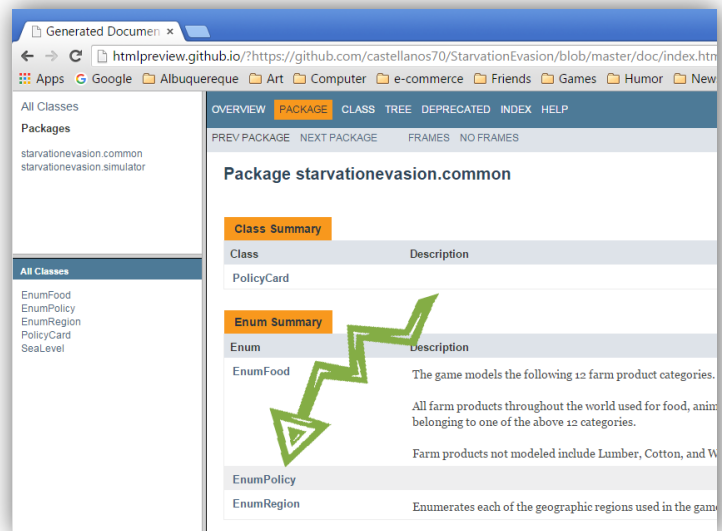 Generated Documen
htmlpreview.github.io/?https://github.com/castellanos70/StarvationEvasion/blob/master/doc/index.htm
Apps Google Albuquereque Art Computer e-commerce Friends Games Humor New
All Classes
Packages
starvationevasion.common
starvationevasion.simulator
All Classes
EnumFood
EnumPolicy
EnumRegion
PolicyCard
SeaLevel
OVERVIEW PACKAGE CLASS TREE DEPRECATED INDEX HELP
PREV PACKAGE NEXT PACKAGE FRAMES NO FRAMES
Package starvationevasion.common
Class Summary
Class Description
PolicyCard
Enum Summary
Enum Description
EnumFood
The game models the following 12 farm product categories.
All farm products throughout the world used for food, anim
belonging to one of the above 12 categories.
Farm products not modeled include Lumber, Cotton, and W
EnumPolicy
EnumRegion Enumerates each of the geographic regions used in the game